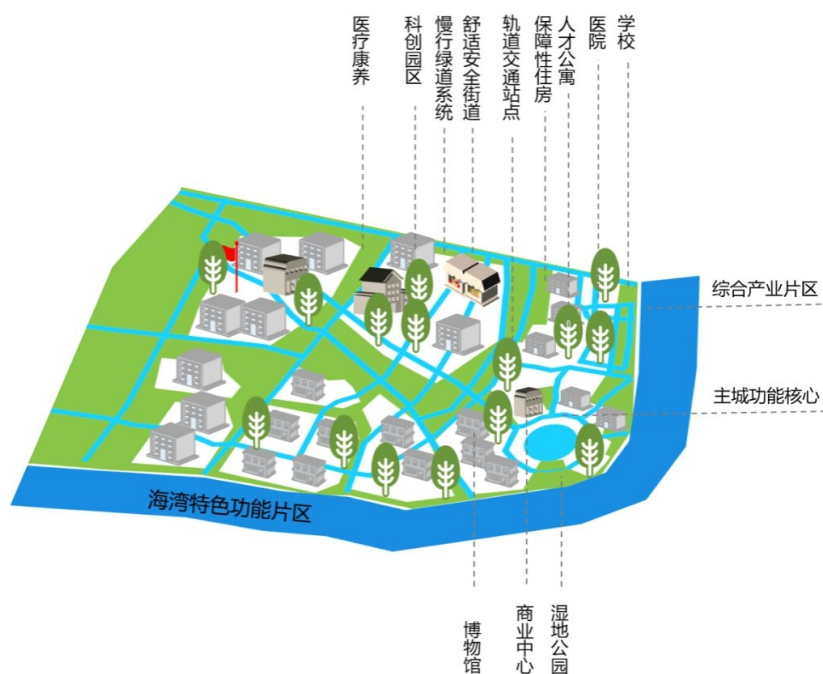 医疗康养
科创园区
慢行绿道系统
舒适安全街道
轨道交通站点
保障性住房
人才公寓
医院
学校
综合产业片区
主城功能核心
海湾特色功能片区
博物馆
商业中心
湿地公园